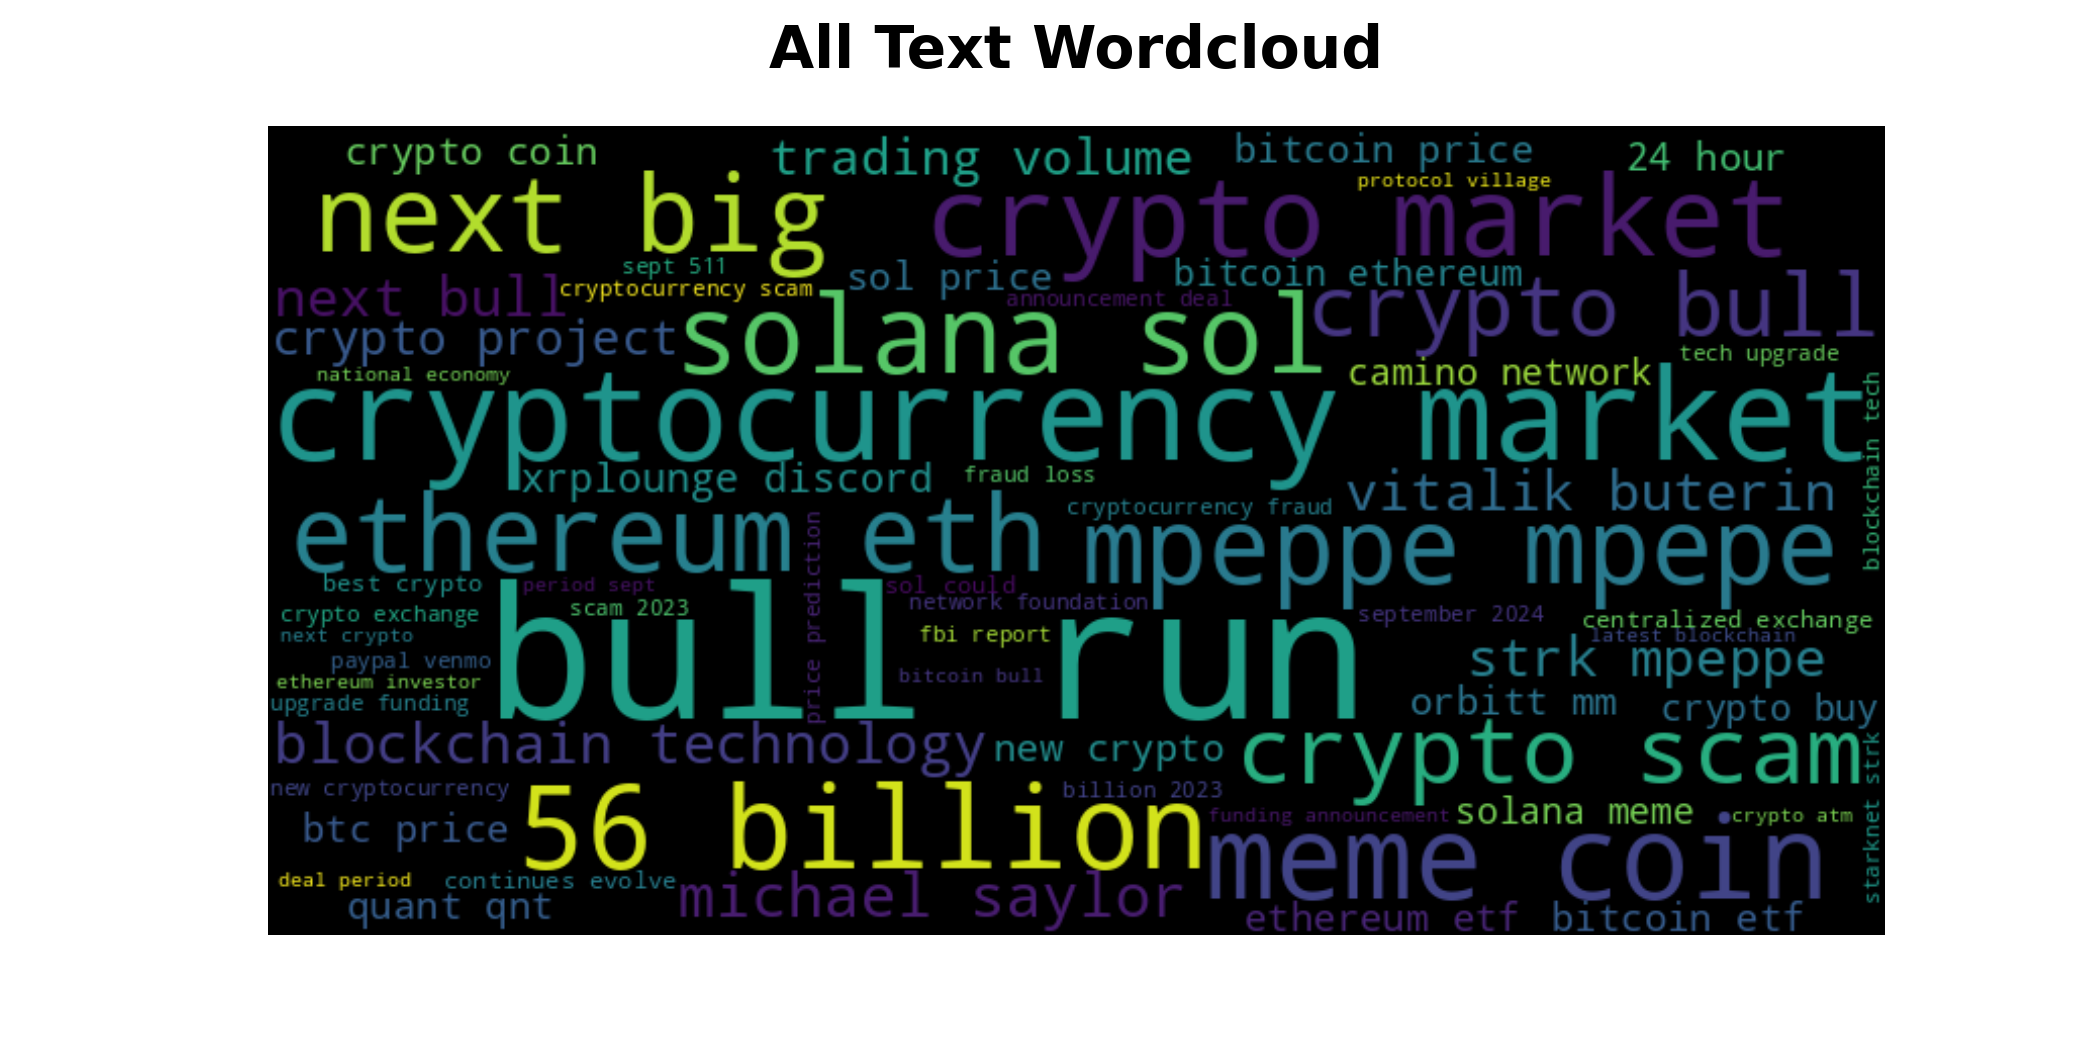 All Text Wordcloud
crypto coin
trading volume
bitcoin price
24 hour
next big
crypto market
protocol village
sept 511
next bull
cryptocurrency scam
sol price
announcement deal
bitcoin ethereum
crypto bull
crypto project
solana sol
national economy
camino network
tech upgrade
cryptocurrency market
blockchain tech
xrplounge discord
fraud loss
vitalik buterin
ethereum eth
cryptocurrency fraud
mpeppe mpepe
price prediction
best crypto
period sept
sol could
bull run
scam 2023
network foundation
september 2024
centralized exchange
crypto exchange
next crypto
fbi report
latest blockchain
paypal venmo
bitcoin bull
strk mpeppe
ethereum investor
upgrade funding
orbitt mm
crypto buy
blockchain technology
new crypto
crypto scam
starknet strk
new cryptocurrency
56 billion
billion 2023
btc price
funding announcement
solana meme
crypto atm
meme coin
deal period
continues evolve
michael saylor
quant qnt
ethereum etf
bitcoin etf